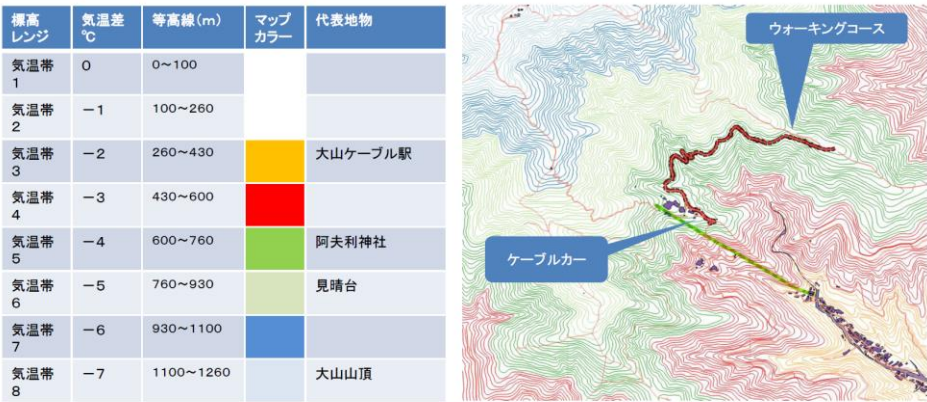 標高レンジ 気温差℃ 等高線(m) マップカラー 代表地物
気温帯1 0 0~100
気温帯2 -1 100~260
気温帯3 -2 260~430 大山ケーブル駅
気温帯4 -3 430~600
気温帯5 -4 600~760 阿夫利神社
気温帯6 -5 760~930 見晴台
気温帯7 -6 930~1100
気温帯8 -7 1100~1260 大山山頂
ウォーキングコース
ケーブルカー